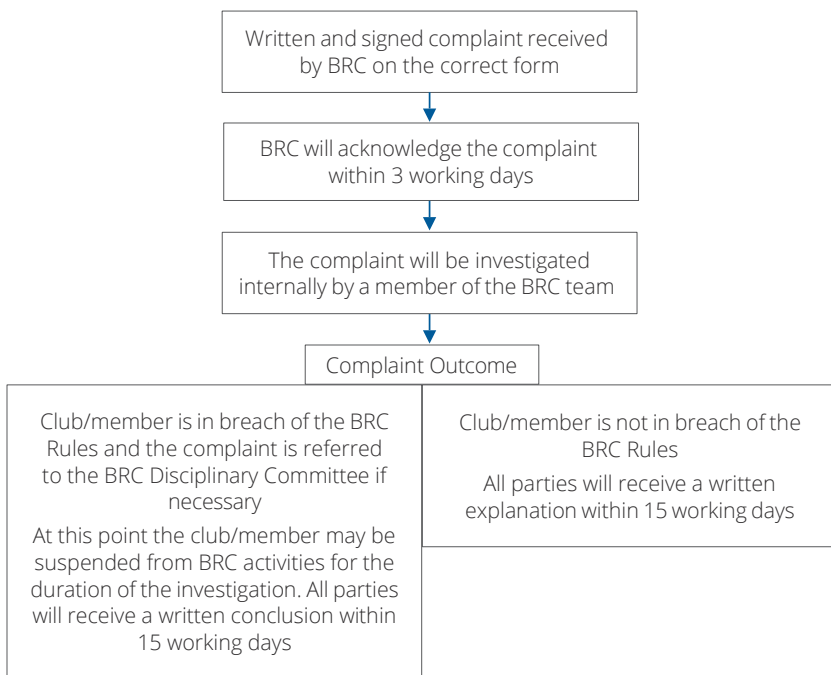 Written and signed complaint received
by BRC on the correct form
BRC will acknowledge the complaint
within 3 working days
The complaint will be investigated
internally by a member of the BRC team
Complaint Outcome
Club/member is in breach of the BRC
Rules and the complaint is referred
to the BRC Disciplinary Committee if
necessary
At this point the club/member may be
suspended from BRC activities for the
duration of the investigation. All parties
will receive a written conclusion within
15 working days
Club/member is not in breach of the
BRC Rules
All parties will receive a written
explanation within 15 working days